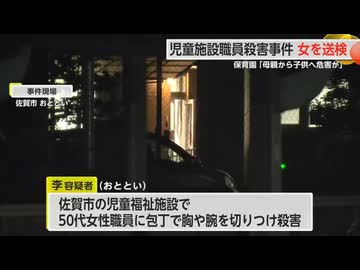 児童施設職員殺害事件 女を送検
保育園「母親から子供へ危害が」
事件現場
佐賀市 おととい
李容疑者(おととい)
佐賀市の児童福祉施設で
50代女性職員に包丁で胸や腕を切りつけ殺害